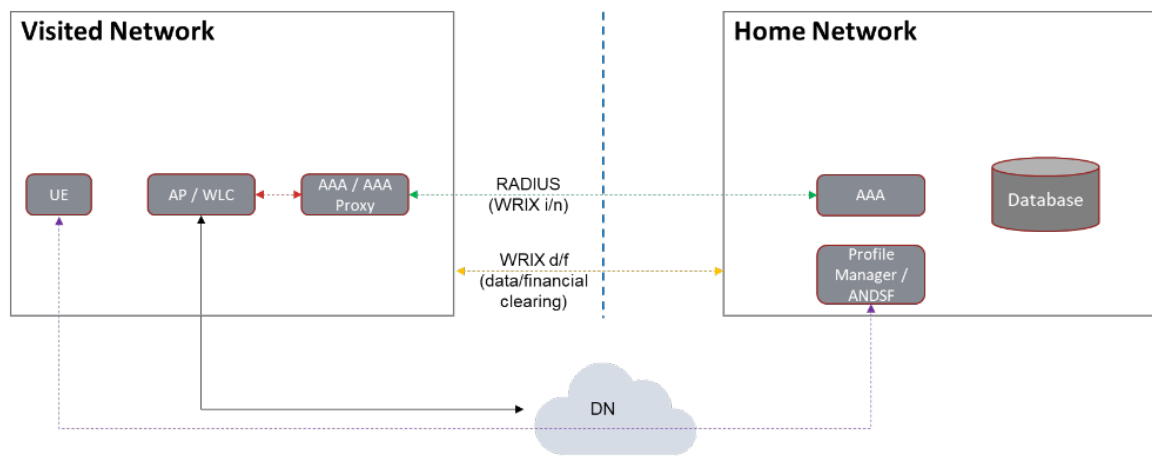 Visited Network
Home Network
UE
AP / WLC
AAA / AAA
Proxy
RADIUS
(WRIX i/n)
AAA
Database
WRIX d/f
(data/financial
clearing)
Profile
Manager /
ANDSF
DN